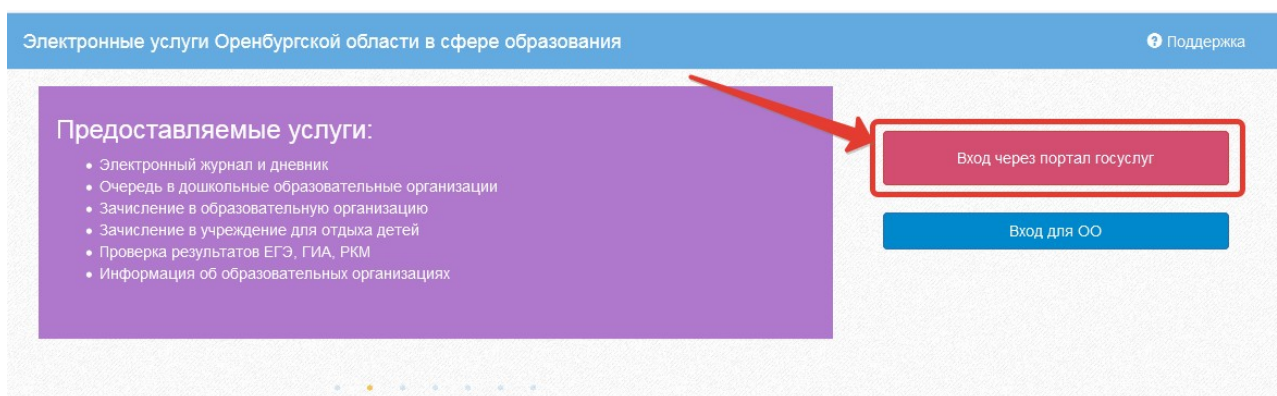 Электронные услуги Оренбургской области в сфере образования
Поддержка
Предоставляемые услуги:
• Электронный журнал и дневник
• Очередь в дошкольные образовательные организации
• Зачисление в образовательную организацию
• Зачисление в учреждение для отдыха детей
• Проверка результатов ЕГЭ, ГИА, РКМ
• Информация об образовательных организациях
Вход через портал госуслуг
Вход для ОО